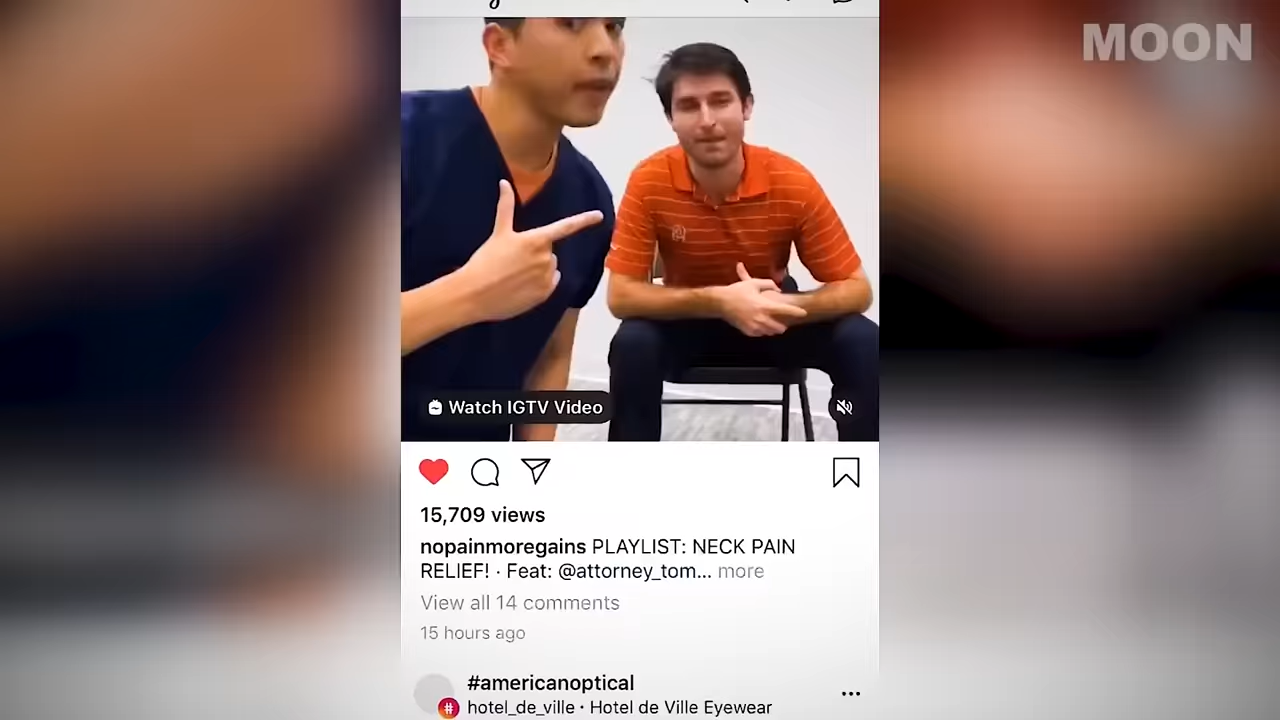 MOON
Watch IGTV Video
15,709 views
nopainmoregains PLAYLIST: NECK PAIN
RELIEF! · Feat: @attorney_tom... more
View all 14 comments
15 hours ago
#americanoptical
hotel_de_ville · Hotel de Ville Eyewear